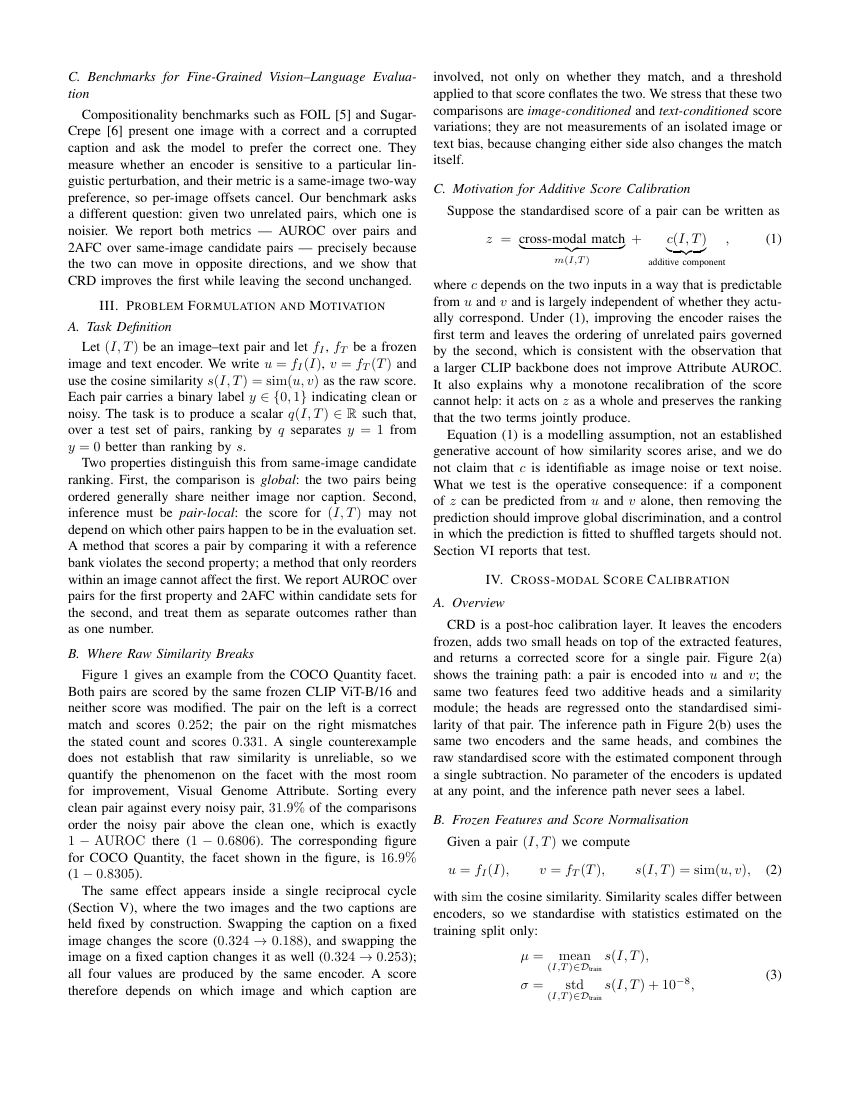 C. Benchmarks for Fine-Grained Vision–Language Evalua-
tion
Compositionality benchmarks such as FOIL [5] and Sugar-
Crepe [6] present one image with a correct and a corrupted
caption and ask the model to prefer the correct one. They
measure whether an encoder is sensitive to a particular lin-
guistic perturbation, and their metric is a same-image two-way
preference, so per-image offsets cancel. Our benchmark asks
a different question: given two unrelated pairs, which one is
noisier. We report both metrics — AUROC over pairs and
2AFC over same-image candidate pairs — precisely because
the two can move in opposite directions, and we show that
CRD improves the first while leaving the second unchanged.
III. PROBLEM FORMULATION AND MOTIVATION
A. Task Definition
Let (I, T) be an image–text pair and let f_I, f_T be a frozen
image and text encoder. We write u = f_I(I), v = f_T(T) and
use the cosine similarity s(I, T) = sim(u, v) as the raw score.
Each pair carries a binary label y ∈ {0, 1} indicating clean or
noisy. The task is to produce a scalar q(I, T) ∈ ℝ such that,
over a test set of pairs, ranking by q separates y = 1 from
y = 0 better than ranking by s.
Two properties distinguish this from same-image candidate
ranking. First, the comparison is global: the two pairs being
ordered generally share neither image nor caption. Second,
inference must be pair-local: the score for (I, T) may not
depend on which other pairs happen to be in the evaluation set.
A method that scores a pair by comparing it with a reference
bank violates the second property; a method that only reorders
within an image cannot affect the first. We report AUROC over
pairs for the first property and 2AFC within candidate sets for
the second, and treat them as separate outcomes rather than
as one number.
B. Where Raw Similarity Breaks
Figure 1 gives an example from the COCO Quantity facet.
Both pairs are scored by the same frozen CLIP ViT-B/16 and
neither score was modified. The pair on the left is a correct
match and scores 0.252; the pair on the right mismatches
the stated count and scores 0.331. A single counterexample
does not establish that raw similarity is unreliable, so we
quantify the phenomenon on the facet with the most room
for improvement, Visual Genome Attribute. Sorting every
clean pair against every noisy pair, 31.9% of the comparisons
order the noisy pair above the clean one, which is exactly
1 − AUROC there (1 − 0.6806). The corresponding figure
for COCO Quantity, the facet shown in the figure, is 16.9%
(1 − 0.8305).
The same effect appears inside a single reciprocal cycle
(Section V), where the two images and the two captions are
held fixed by construction. Swapping the caption on a fixed
image changes the score (0.324 → 0.188), and swapping the
image on a fixed caption changes it as well (0.324 → 0.253);
all four values are produced by the same encoder. A score
therefore depends on which image and which caption are
involved, not only on whether they match, and a threshold
applied to that score conflates the two. We stress that these two
comparisons are image-conditioned and text-conditioned score
variations; they are not measurements of an isolated image or
text bias, because changing either side also changes the match
itself.
C. Motivation for Additive Score Calibration
Suppose the standardised score of a pair can be written as
z = cross-modal match + c(I, T) , (1)
m(I,T) additive component
where c depends on the two inputs in a way that is predictable
from u and v and is largely independent of whether they actu-
ally correspond. Under (1), improving the encoder raises the
first term and leaves the ordering of unrelated pairs governed
by the second, which is consistent with the observation that
a larger CLIP backbone does not improve Attribute AUROC.
It also explains why a monotone recalibration of the score
cannot help: it acts on z as a whole and preserves the ranking
that the two terms jointly produce.
Equation (1) is a modelling assumption, not an established
generative account of how similarity scores arise, and we do
not claim that c is identifiable as image noise or text noise.
What we test is the operative consequence: if a component
of z can be predicted from u and v alone, then removing the
prediction should improve global discrimination, and a control
in which the prediction is fitted to shuffled targets should not.
Section VI reports that test.
IV. CROSS-MODAL SCORE CALIBRATION
A. Overview
CRD is a post-hoc calibration layer. It leaves the encoders
frozen, adds two small heads on top of the extracted features,
and returns a corrected score for a single pair. Figure 2(a)
shows the training path: a pair is encoded into u and v; the
same two features feed two additive heads and a similarity
module; the heads are regressed onto the standardised simi-
larity of that pair. The inference path in Figure 2(b) uses the
same two encoders and the same heads, and combines the
raw standardised score with the estimated component through
a single subtraction. No parameter of the encoders is updated
at any point, and the inference path never sees a label.
B. Frozen Features and Score Normalisation
Given a pair (I, T) we compute
u = f_I(I), v = f_T(T), s(I, T) = sim(u, v), (2)
with sim the cosine similarity. Similarity scales differ between
encoders, so we standardise with statistics estimated on the
training split only:
μ = mean s(I, T),
(I,T)∈D_train
σ = std s(I, T) + 10^−8, (3)
(I,T)∈D_train